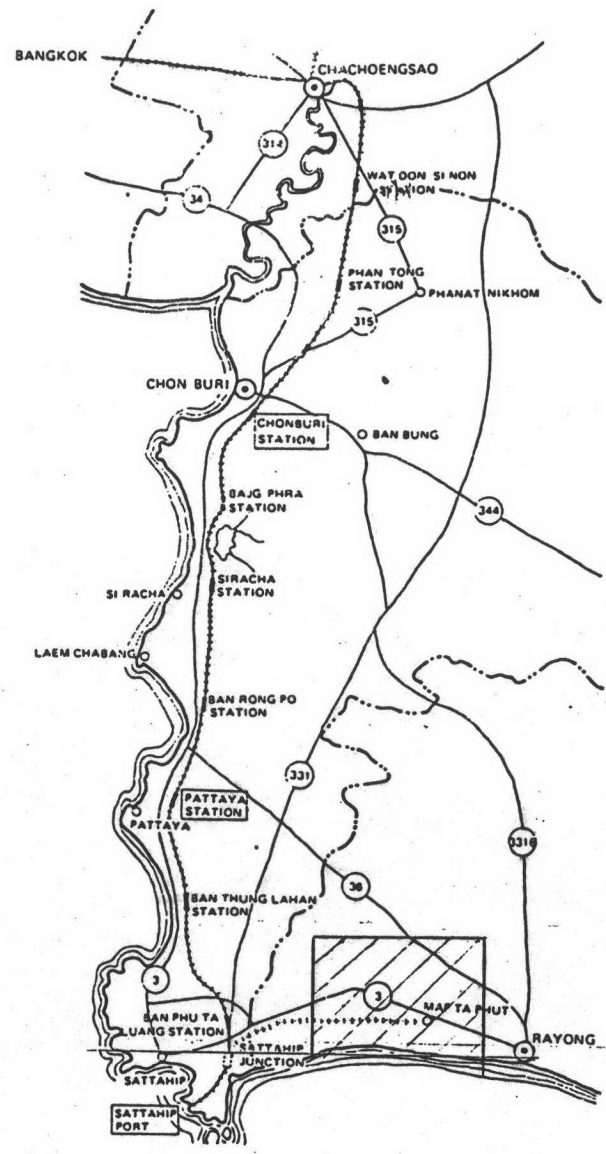 BANGKOK
CHACHOENGSAO
314
WAT DON SI NON
STATION
34
315
PHAN TONG
STATION
PHANAT NIKHOM
315
CHON BURI
CHONBURI
STATION
BAN BUNG
BAJG PHRA
STATION
344
SI RACHA
SIRACHA
STATION
LAEM CHABANG
BAN RONG PO
STATION
331
PATTAYA
STATION
PATTAYA
36
BAN THUNG LAHAN
STATION
3
3
BAN PHU TA
LUANG STATION
MAP TA PHUT
SATTAHIP
JUNCTION
RAYONG
SATTAHIP
SATTAHIP
PORT